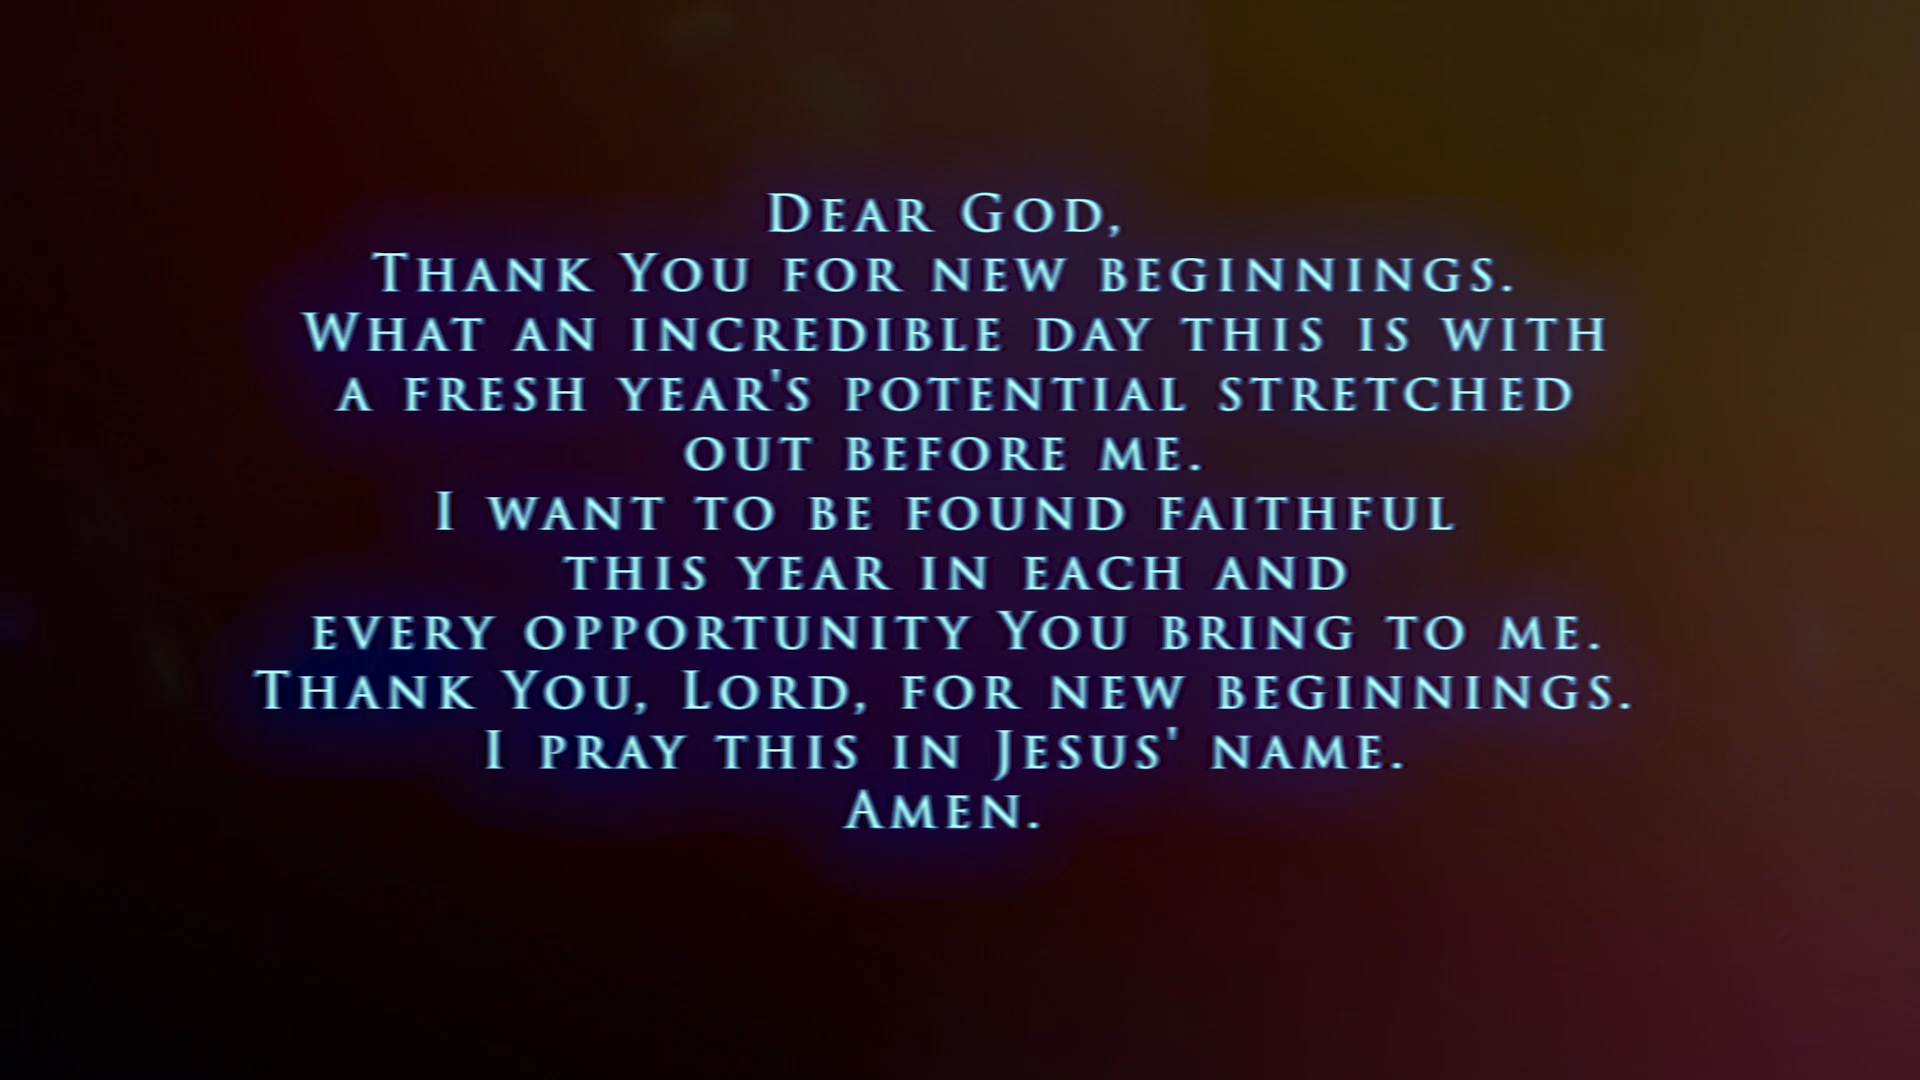 Dear God,
Thank You for new beginnings.
What an incredible day this is with
a fresh year's potential stretched
out before me.
I want to be found faithful
this year in each and
every opportunity You bring to me.
Thank You, Lord, for new beginnings.
I pray this in Jesus' name.
Amen.